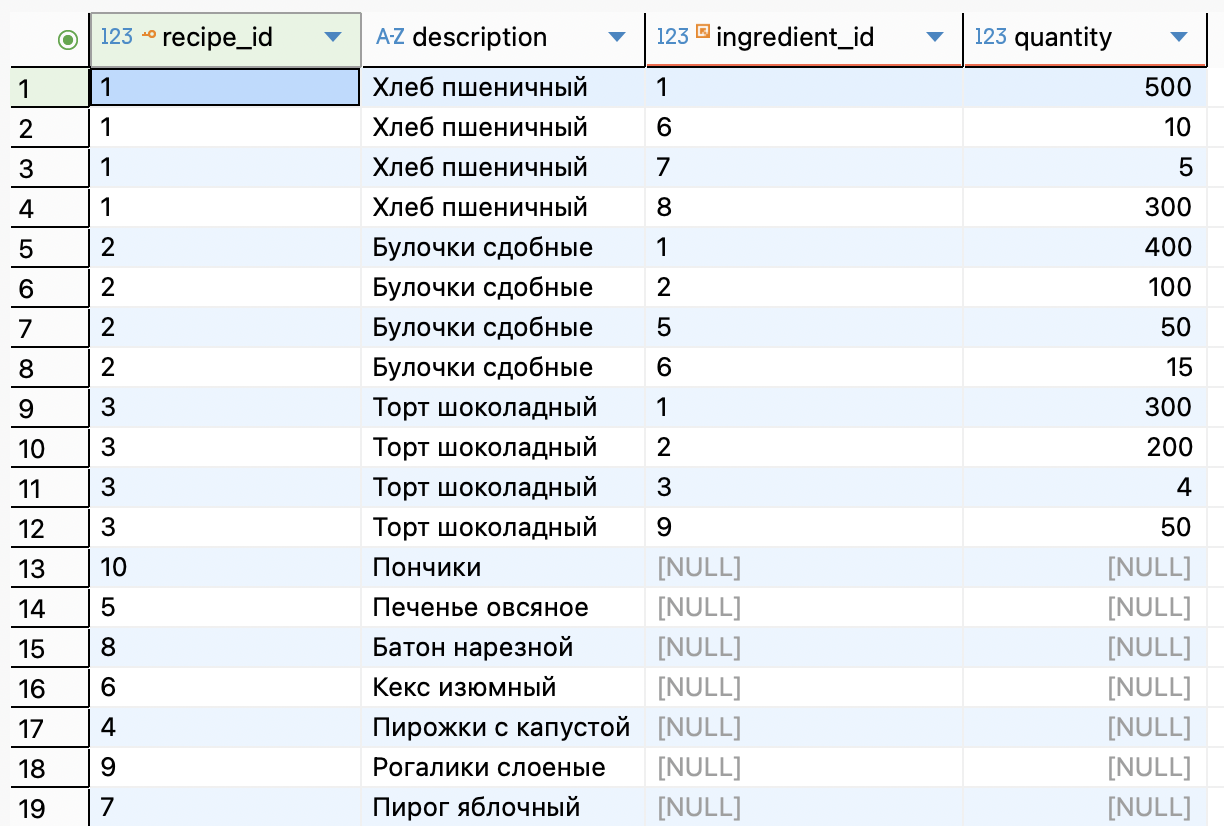 123 recipe_id A-Z description 123 ingredient_id 123 quantity
1 1 Хлеб пшеничный 1 500
2 1 Хлеб пшеничный 6 10
3 1 Хлеб пшеничный 7 5
4 1 Хлеб пшеничный 8 300
5 2 Булочки сдобные 1 400
6 2 Булочки сдобные 2 100
7 2 Булочки сдобные 5 50
8 2 Булочки сдобные 6 15
9 3 Торт шоколадный 1 300
10 3 Торт шоколадный 2 200
11 3 Торт шоколадный 3 4
12 3 Торт шоколадный 9 50
13 10 Пончики [NULL] [NULL]
14 5 Печенье овсяное [NULL] [NULL]
15 8 Батон нарезной [NULL] [NULL]
16 6 Кекс изюмный [NULL] [NULL]
17 4 Пирожки с капустой [NULL] [NULL]
18 9 Рогалики слоеные [NULL] [NULL]
19 7 Пирог яблочный [NULL] [NULL]